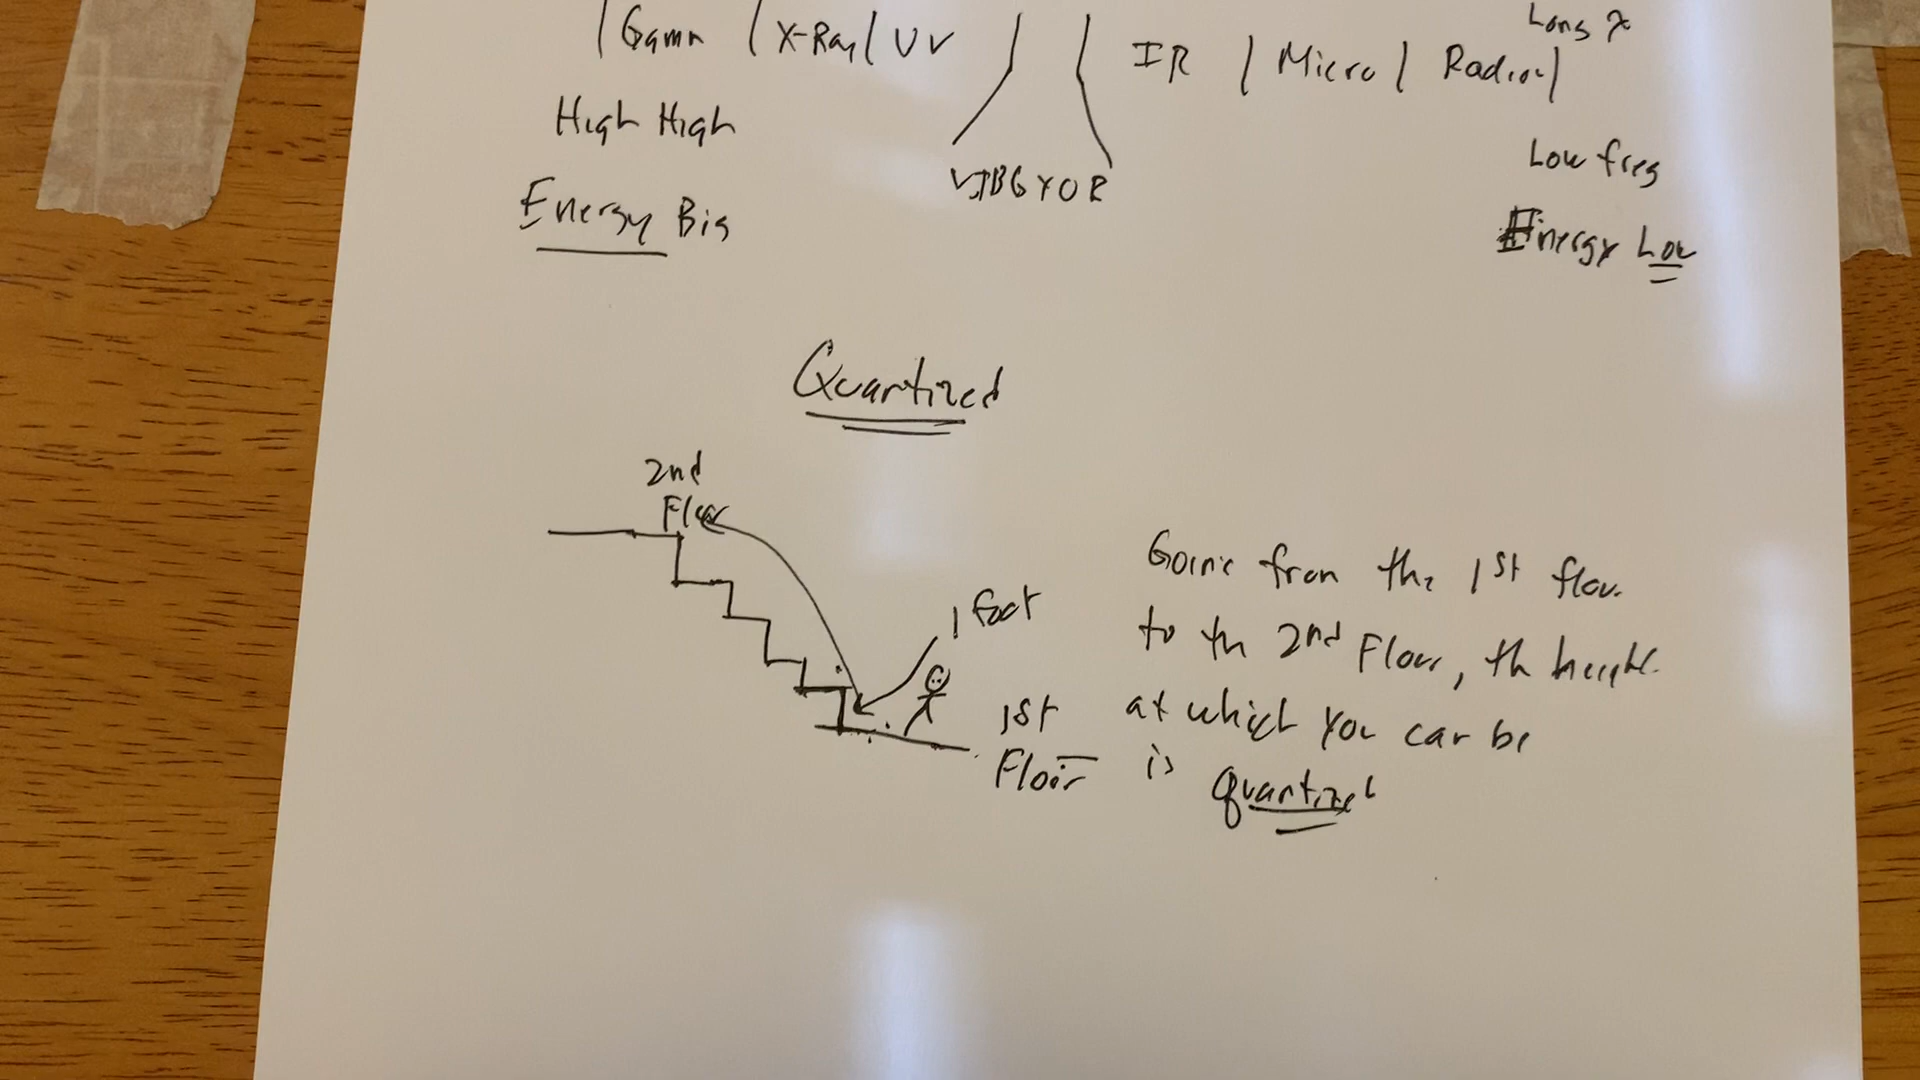 | Gama | X-Ray | UV | | IR | Micro | Radio |
Long λ
High High
VIBGYOR
Low freq
Energy Big
Energy Low
Quantized
2nd
Floor
1 foot
1st
Floor
Going from the 1st floor
to the 2nd Floor, the height
at which you can be
is quantized